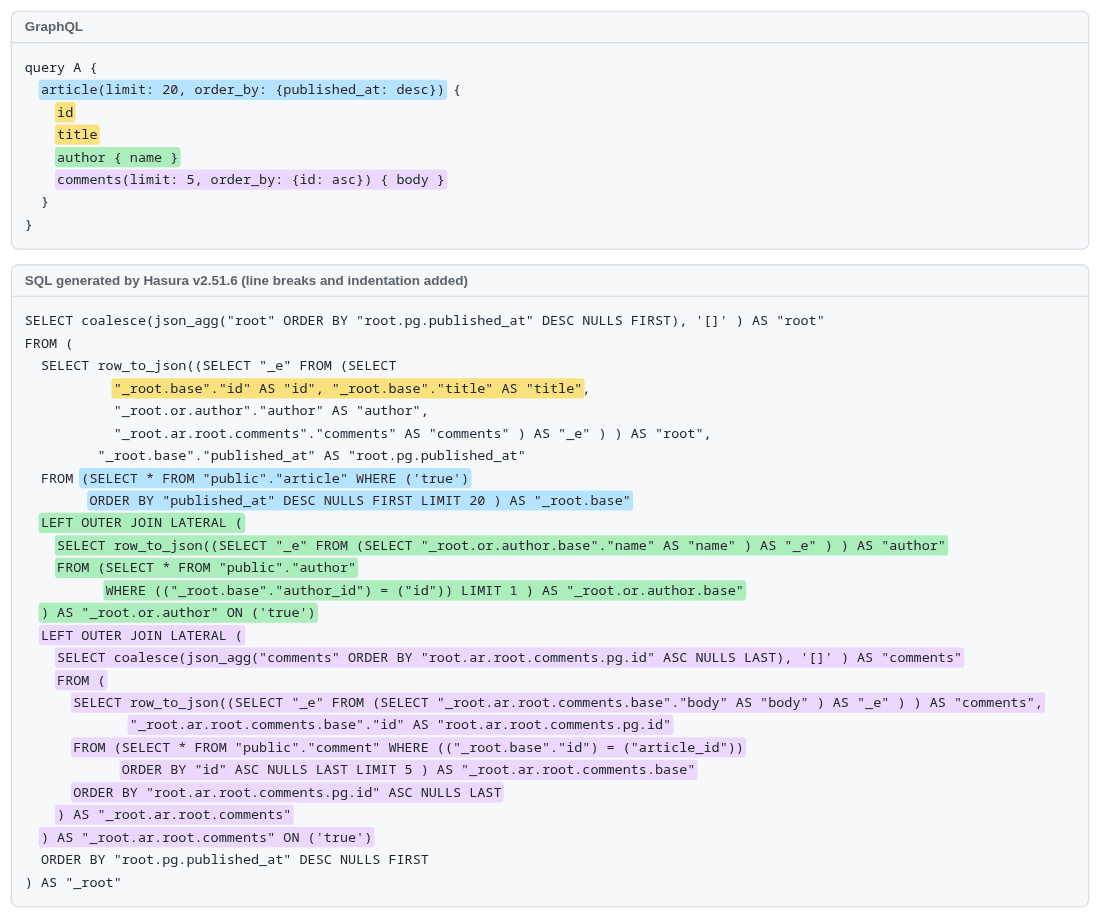 GraphQL
query A {
  article(limit: 20, order_by: {published_at: desc}) {
    id
    title
    author { name }
    comments(limit: 5, order_by: {id: asc}) { body }
  }
}
SQL generated by Hasura v2.51.6 (line breaks and indentation added)
SELECT coalesce(json_agg("root" ORDER BY "root.pg.published_at" DESC NULLS FIRST), '[]' ) AS "root"
FROM (
  SELECT row_to_json((SELECT "_e" FROM (SELECT
           "_root.base"."id" AS "id", "_root.base"."title" AS "title",
           "_root.or.author"."author" AS "author",
           "_root.ar.root.comments"."comments" AS "comments" ) AS "_e" ) ) AS "root",
         "_root.base"."published_at" AS "root.pg.published_at"
  FROM (SELECT * FROM "public"."article" WHERE ('true')
        ORDER BY "published_at" DESC NULLS FIRST LIMIT 20 ) AS "_root.base"
  LEFT OUTER JOIN LATERAL (
    SELECT row_to_json((SELECT "_e" FROM (SELECT "_root.or.author.base"."name" AS "name" ) AS "_e" ) ) AS "author"
    FROM (SELECT * FROM "public"."author"
          WHERE (("_root.base"."author_id") = ("id")) LIMIT 1 ) AS "_root.or.author.base"
  ) AS "_root.or.author" ON ('true')
  LEFT OUTER JOIN LATERAL (
    SELECT coalesce(json_agg("comments" ORDER BY "root.ar.root.comments.pg.id" ASC NULLS LAST), '[]' ) AS "comments"
    FROM (
      SELECT row_to_json((SELECT "_e" FROM (SELECT "_root.ar.root.comments.base"."body" AS "body" ) AS "_e" ) ) AS "comments",
             "_root.ar.root.comments.base"."id" AS "root.ar.root.comments.pg.id"
      FROM (SELECT * FROM "public"."comment" WHERE (("_root.base"."id") = ("article_id"))
            ORDER BY "id" ASC NULLS LAST LIMIT 5 ) AS "_root.ar.root.comments.base"
      ORDER BY "root.ar.root.comments.pg.id" ASC NULLS LAST
    ) AS "_root.ar.root.comments"
  ) AS "_root.ar.root.comments" ON ('true')
  ORDER BY "root.pg.published_at" DESC NULLS FIRST
) AS "_root"